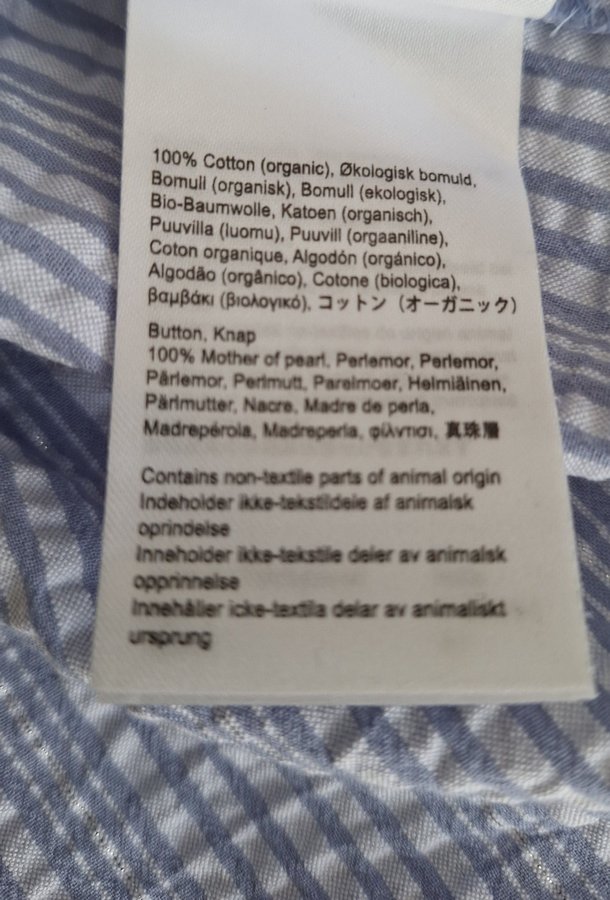 100% Cotton (organic), Økologisk bomuld,
Bomull (organisk), Bomull (ekologisk),
Bio-Baumwolle, Katoen (organisch),
Puuvilla (luomu), Puuvill (orgaaniline),
Coton organique, Algodón (orgánico),
Algodão (orgânico), Cotone (biologica),
βαμβάκι (βιολογικό), コットン（オーガニック）
Button, Knap
100% Mother of pearl, Perlemor, Perlemor,
Pärlemor, Perlmutt, Parelmoer, Helmiäinen,
Pärlmutter, Nacre, Madre de perla,
Madrepérola, Madreperla, φίλντισι, 真珠層
Contains non-textile parts of animal origin
Indeholder ikke-tekstildele af animalsk
oprindelse
Inneholder ikke-tekstile deler av animalsk
opprinnelse
Innehåller icke-textila delar av animaliskt
ursprung